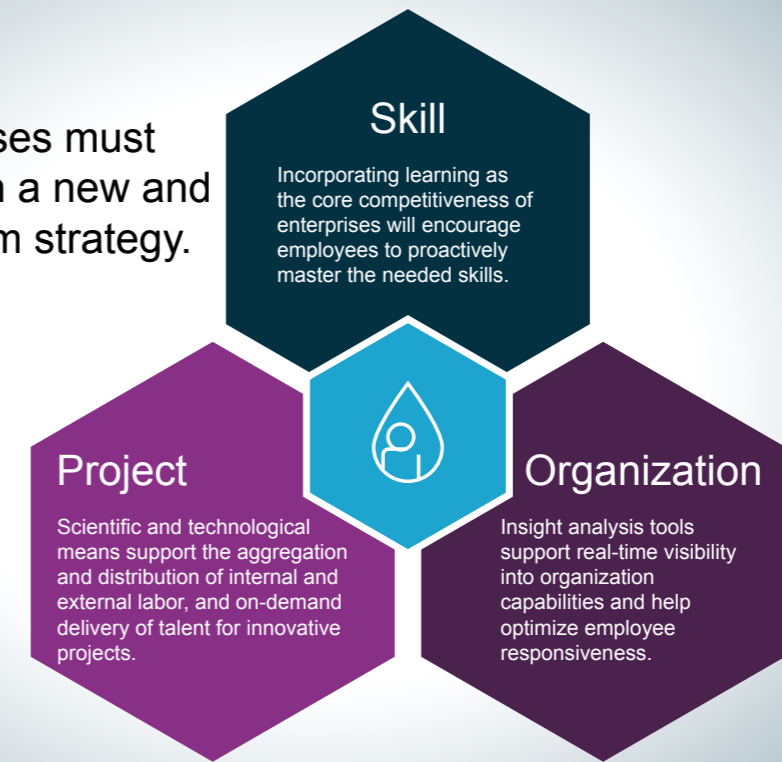 ses must
a new and
m strategy.
Skill
Incorporating learning as
the core competitiveness of
enterprises will encourage
employees to proactively
master the needed skills.
Project
Scientific and technological
means support the aggregation
and distribution of internal and
external labor, and on-demand
delivery of talent for innovative
projects.
Organization
Insight analysis tools
support real-time visibility
into organization
capabilities and help
optimize employee
responsiveness.